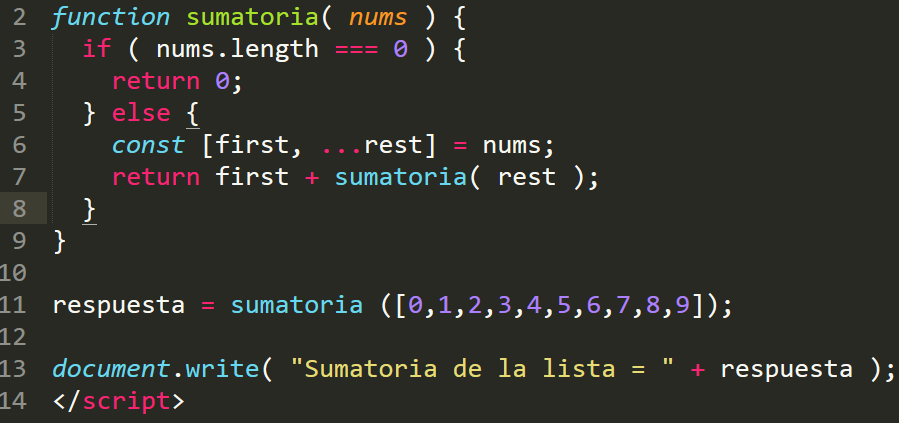 2 function sumatoria( nums ) {
3   if ( nums.length === 0 ) {
4     return 0;
5   } else {
6     const [first, ...rest] = nums;
7     return first + sumatoria( rest );
8   }
9 }
10
11 respuesta = sumatoria ([0,1,2,3,4,5,6,7,8,9]);
12
13 document.write( "Sumatoria de la lista = " + respuesta );
14 </script>